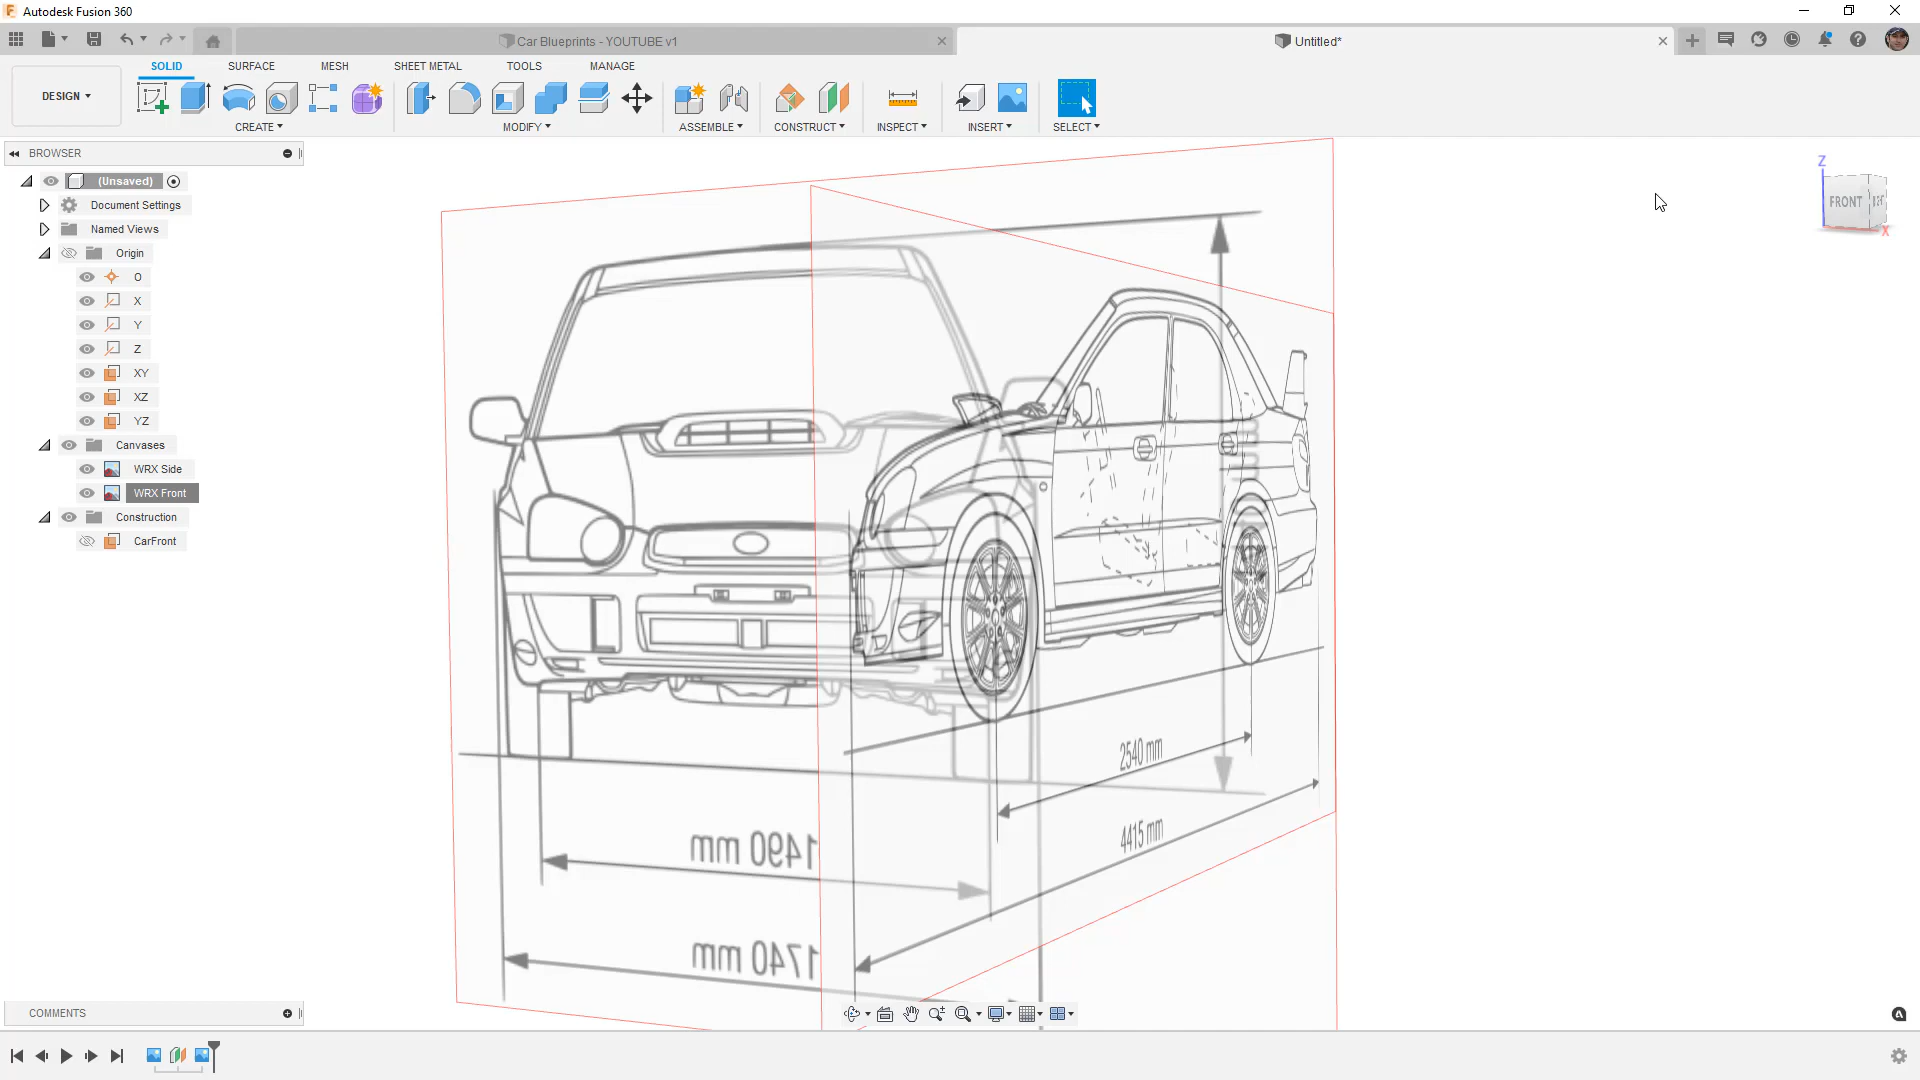 Autodesk Fusion 360
Car Blueprints - YOUTUBE v1
Untitled*
DESIGN
SOLID
SURFACE
MESH
SHEET METAL
TOOLS
MANAGE
CREATE
MODIFY
ASSEMBLE
CONSTRUCT
INSPECT
INSERT
SELECT
BROWSER
(Unsaved)
Document Settings
Named Views
Origin
O
X
Y
Z
XY
XZ
YZ
Canvases
WRX Side
WRX Front
Construction
CarFront
Z
FRONT
X
2540 mm
4415 mm
1490 mm
1740 mm
COMMENTS